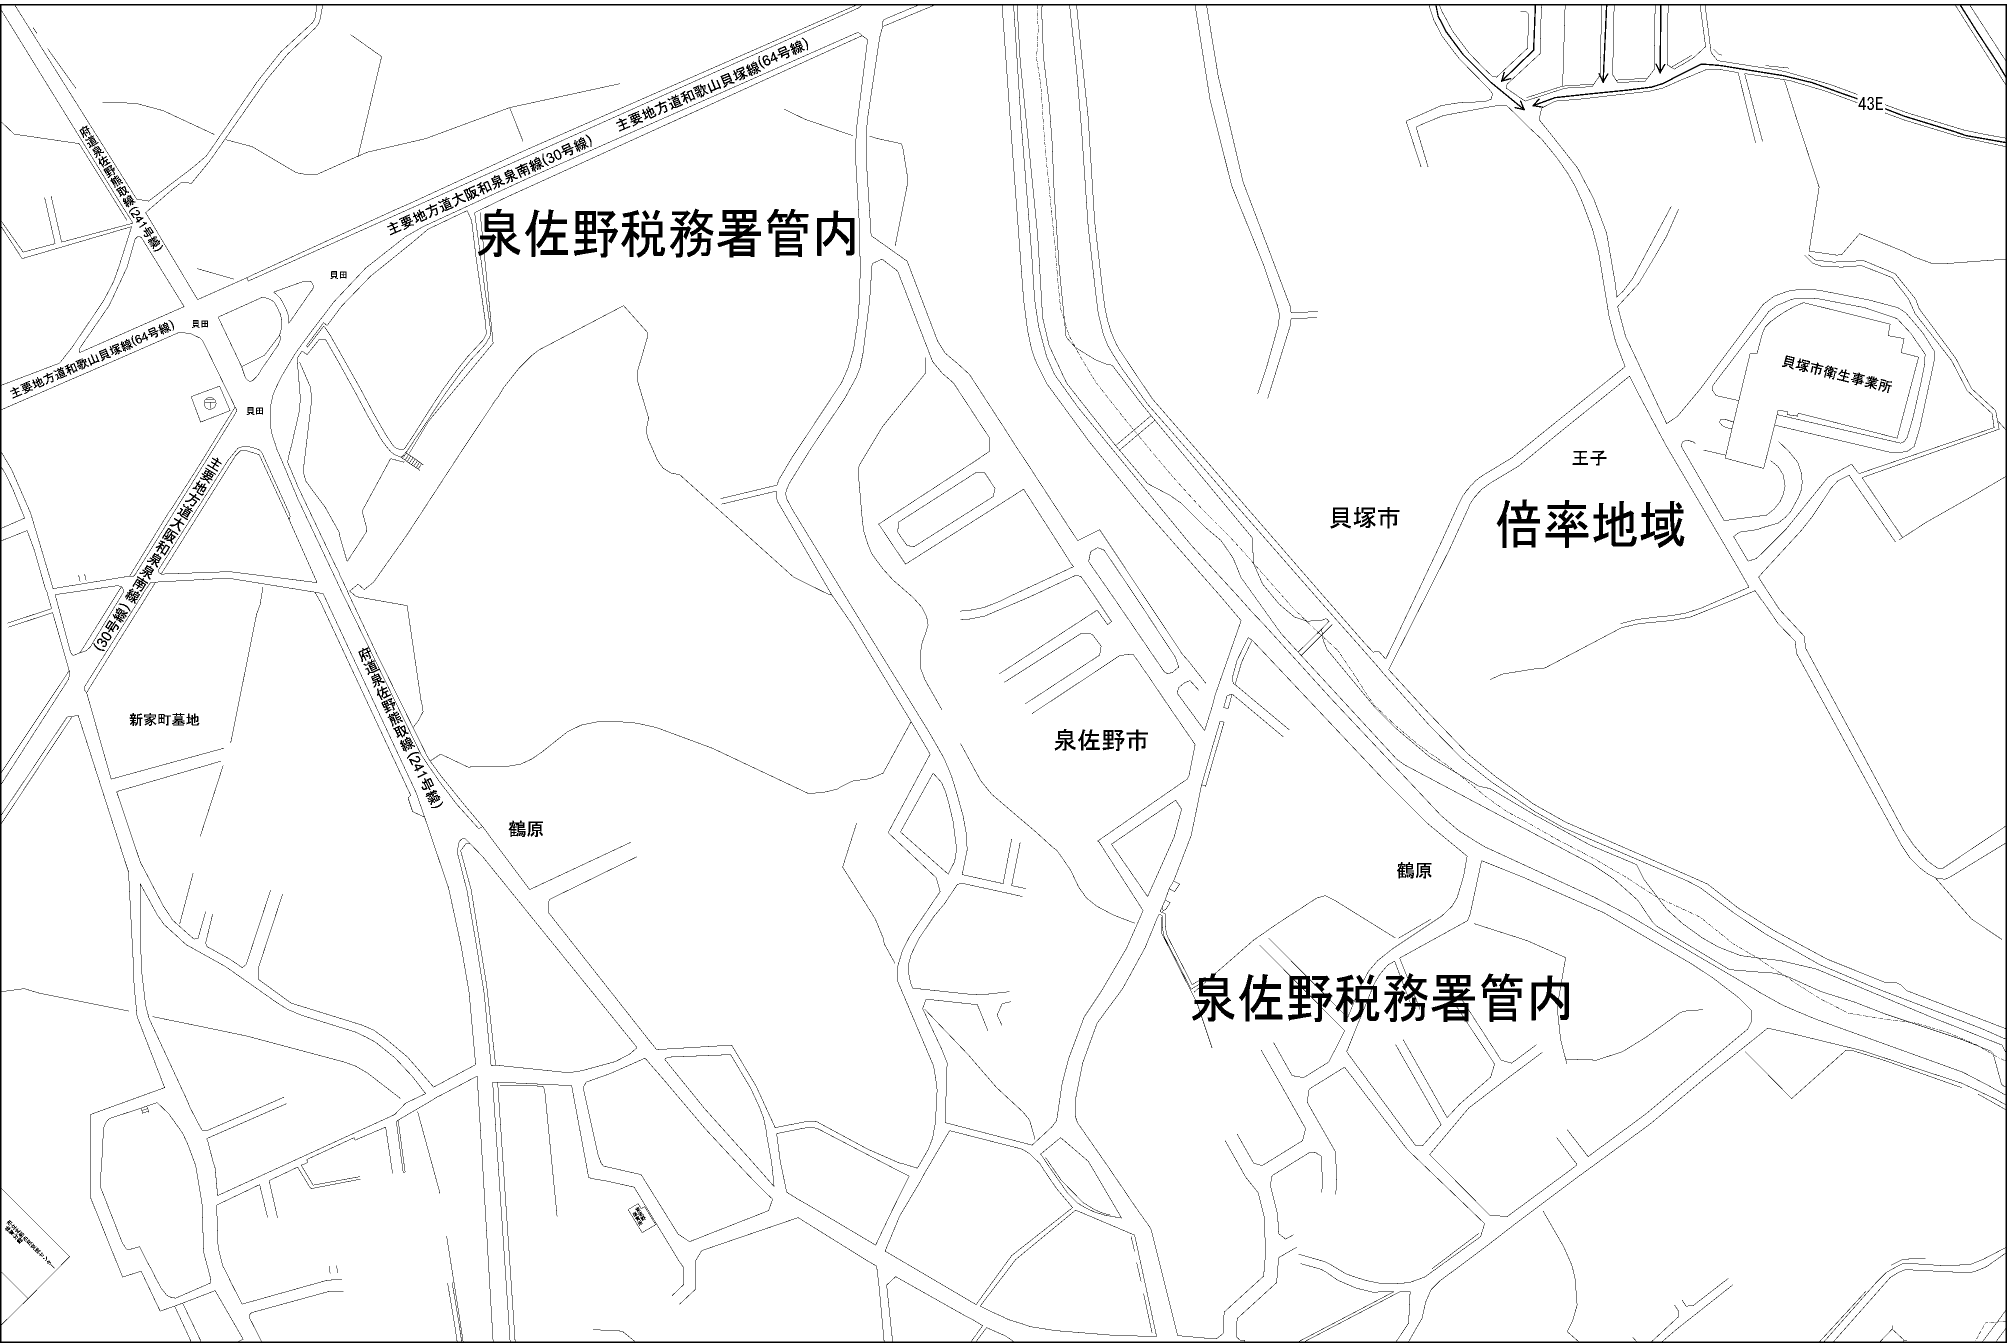 主要地方道和歌山貝塚線(64号線)
43E
府道泉佐野熊取線(241号線)
主要地方道大阪和泉泉南線(30号線)
泉佐野税務署管内
貝田
貝田
主要地方道和歌山貝塚線(64号線)
貝塚市衛生事業所
貝田
王子
主要地方道大阪和泉泉南線
(30号線)
貝塚市
倍率地域
府道泉佐野熊取線(241号線)
新家町墓地
泉佐野市
鶴原
鶴原
泉佐野税務署管内